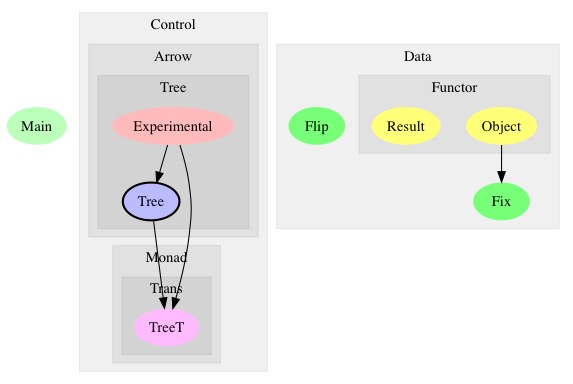 Control
Arrow
Tree
Main
Experimental
Tree
Monad
Trans
TreeT
Data
Functor
Flip
Result
Object
Fix